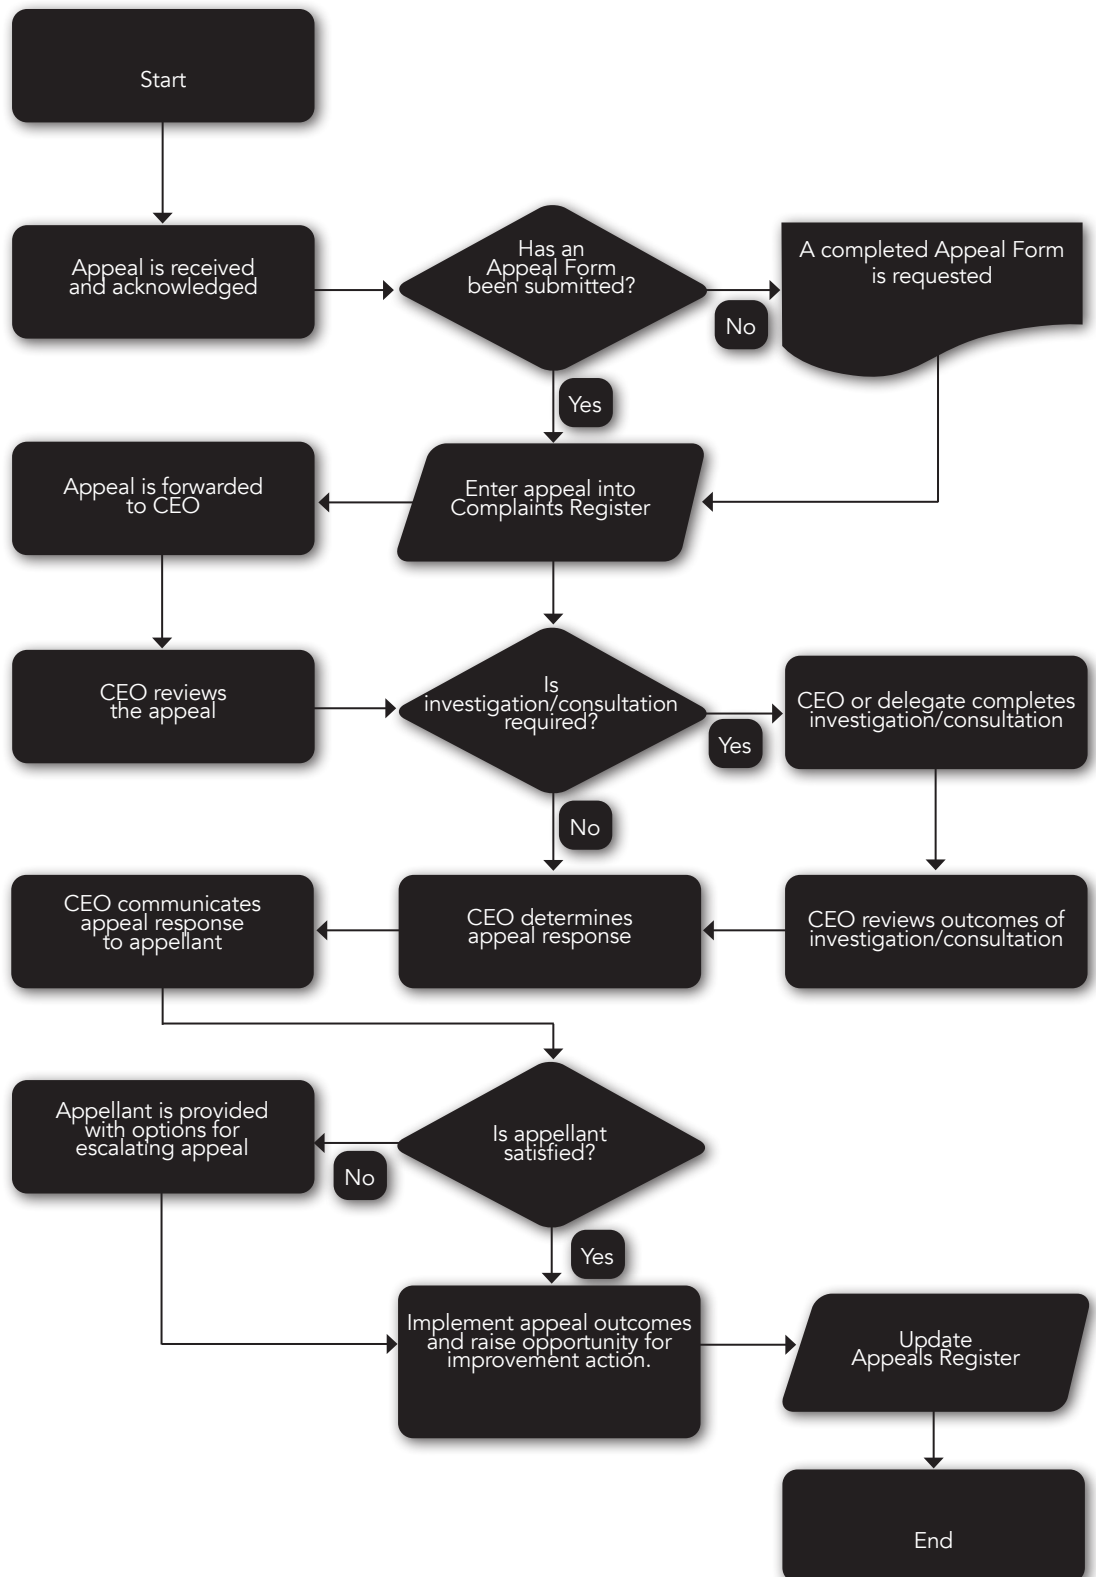 Start
Appeal is received
and acknowledged
Has an
Appeal Form
been submitted?
No
A completed Appeal Form
is requested
Yes
Appeal is forwarded
to CEO
Enter appeal into
Complaints Register
CEO reviews
the appeal
Is
investigation/consultation
required?
Yes
CEO or delegate completes
investigation/consultation
No
CEO communicates
appeal response
to appellant
CEO determines
appeal response
CEO reviews outcomes of
investigation/consultation
Appellant is provided
with options for
escalating appeal
No
Is appellant
satisfied?
Yes
Implement appeal outcomes
and raise opportunity for
improvement action.
Update
Appeals Register
End